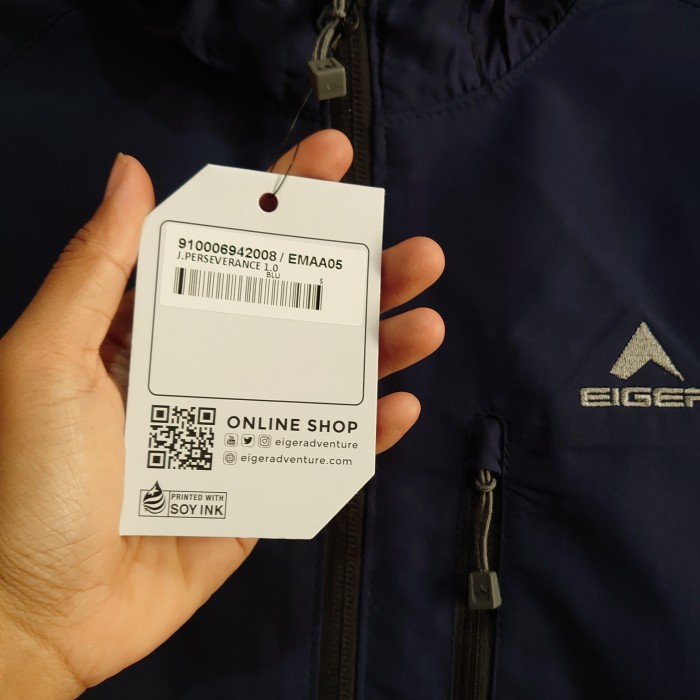 910006942008 / EMAA05
J.PERSEVERANCE 1.0
BLU
S
ONLINE SHOP
eigeradventure
eigeradventure.com
PRINTED WITH
SOY INK
EIGER